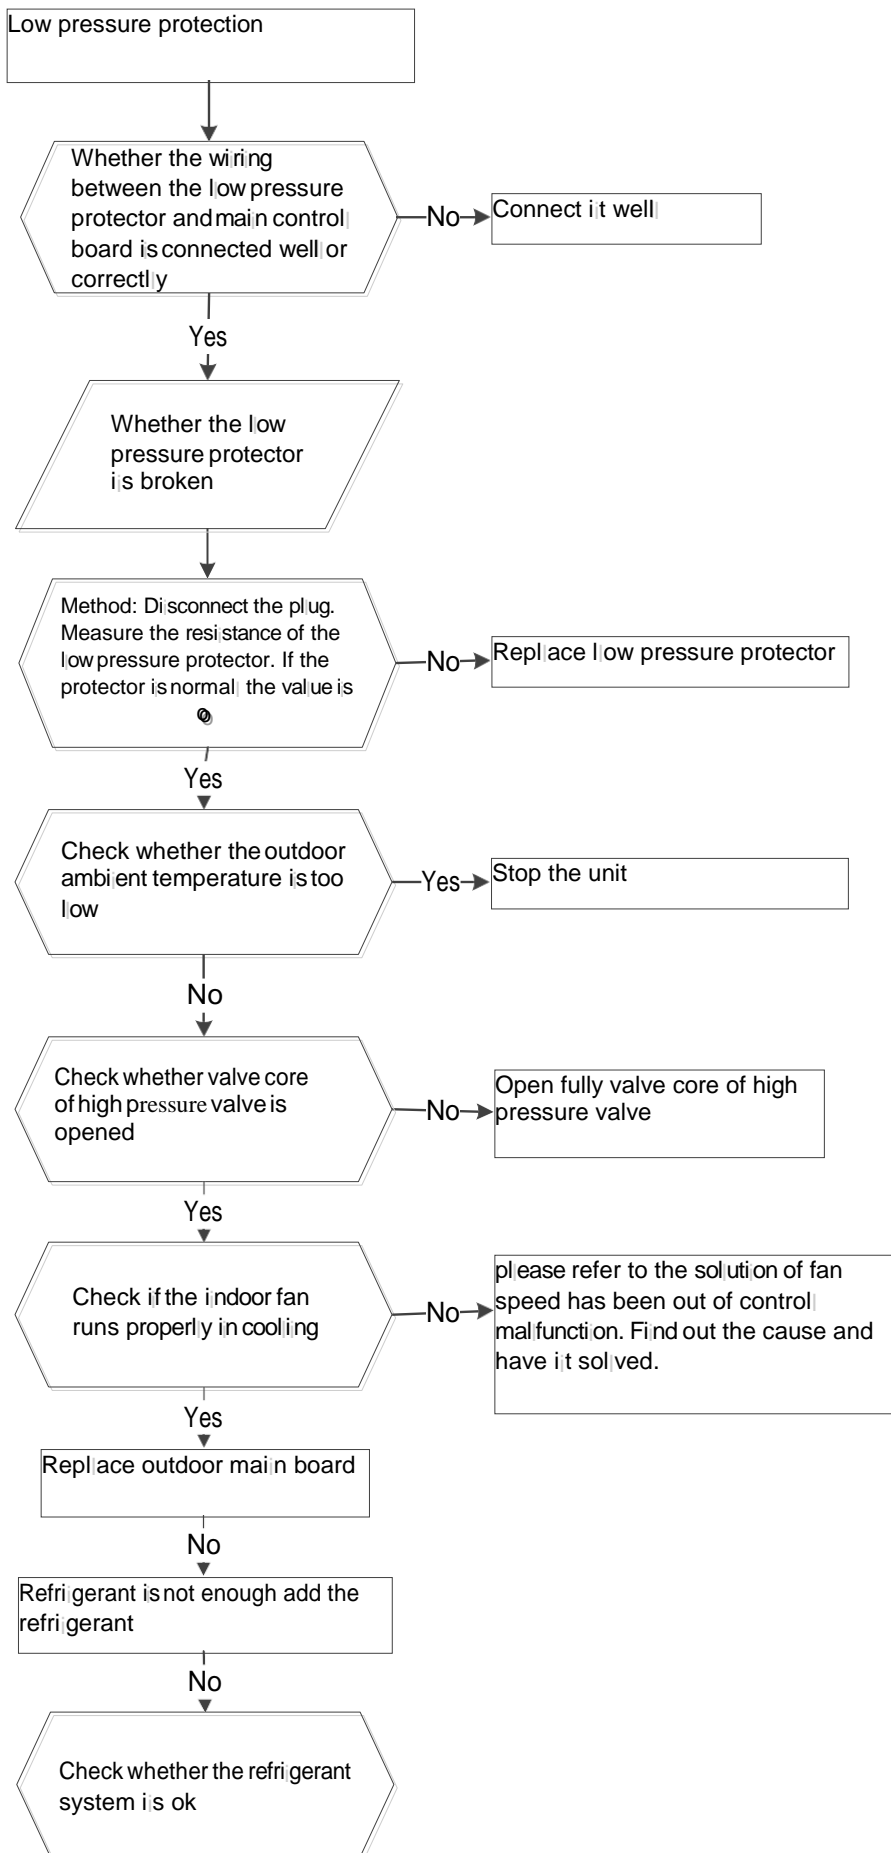 Low pressure protection
Whether the wiring
between the low pressure
protector and main control
board is connected well or
correctly
No
Connect it well
Yes
Whether the low
pressure protector
is broken
Method: Disconnect the plug.
Measure the resistance of the
low pressure protector. If the
protector is normal the value is
0
No
Replace low pressure protector
Yes
Check whether the outdoor
ambient temperature is too
low
Yes
Stop the unit
No
Check whether valve core
of high pressure valve is
opened
No
Open fully valve core of high
pressure valve
Yes
Check if the indoor fan
runs properly in cooling
No
please refer to the solution of fan
speed has been out of control
malfunction. Find out the cause and
have it solved.
Yes
Replace outdoor main board
No
Refrigerant is not enough add the
refrigerant
No
Check whether the refrigerant
system is ok